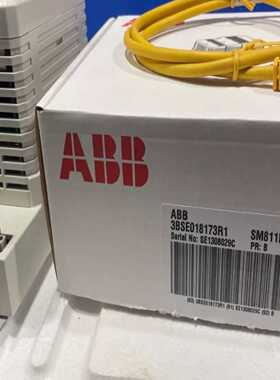 ABB
ABB
3BSE018173R1
SM811
Serial No: SE1308029C
PR: B